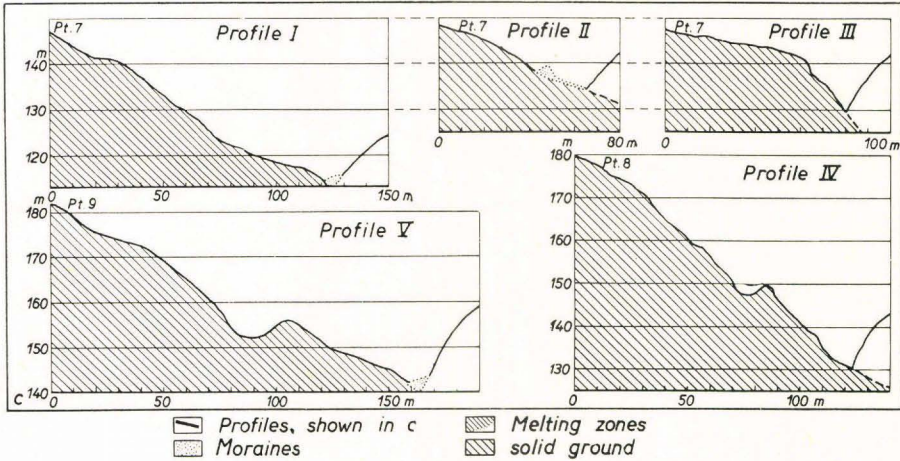 Pt. 7
Profile I
Pt. 7
Profile II
Pt. 7
Profile III
m
140
130
120
0
50
100
150 m
0
m
80 m
0
100 m
m
180
170
160
150
140
Pt. 9
Profile V
0
50
100
150 m
180
m
170
160
150
140
130
Pt. 8
Profile IV
0
50
100 m
c
Profiles, shown in c
Melting zones
Moraines
solid ground